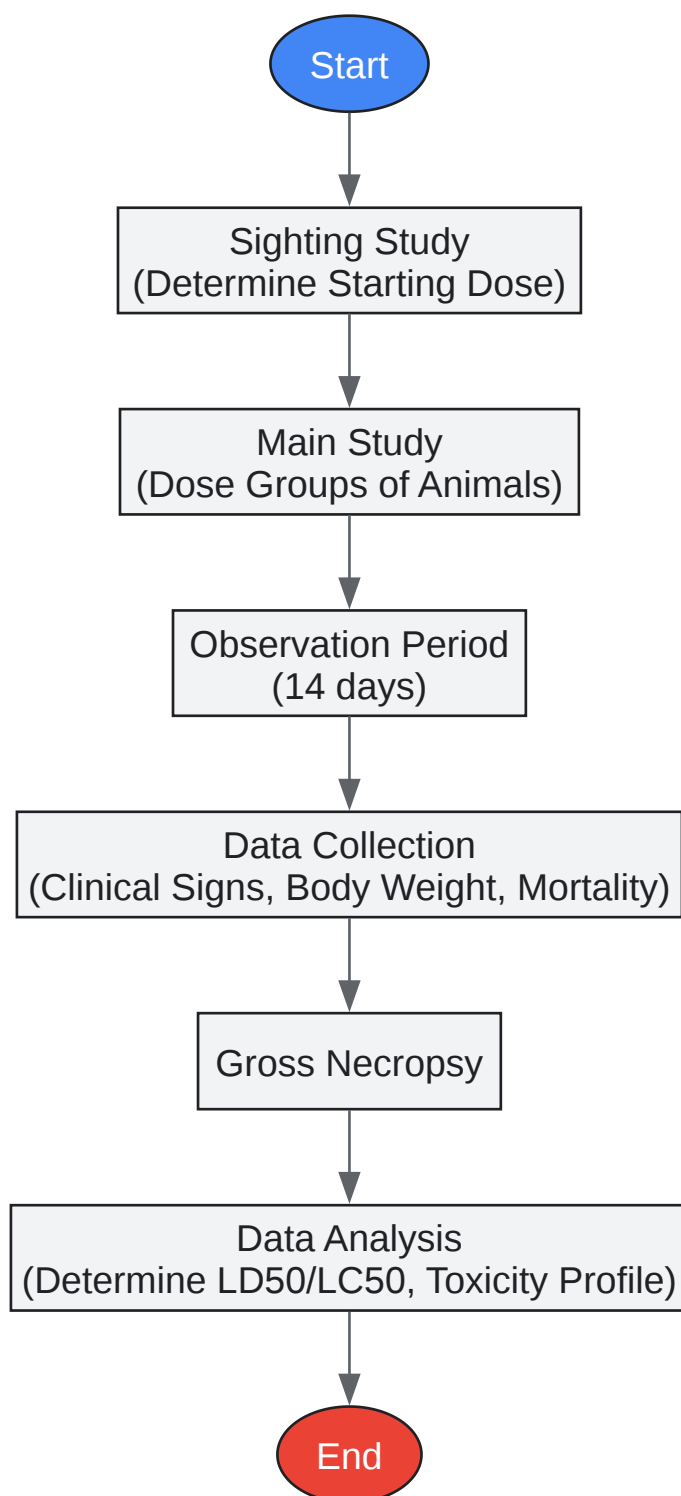 Start
Sighting Study
(Determine Starting Dose)
Main Study
(Dose Groups of Animals)
Observation Period
(14 days)
Data Collection
(Clinical Signs, Body Weight, Mortality)
Gross Necropsy
Data Analysis
(Determine LD50/LC50, Toxicity Profile)
End